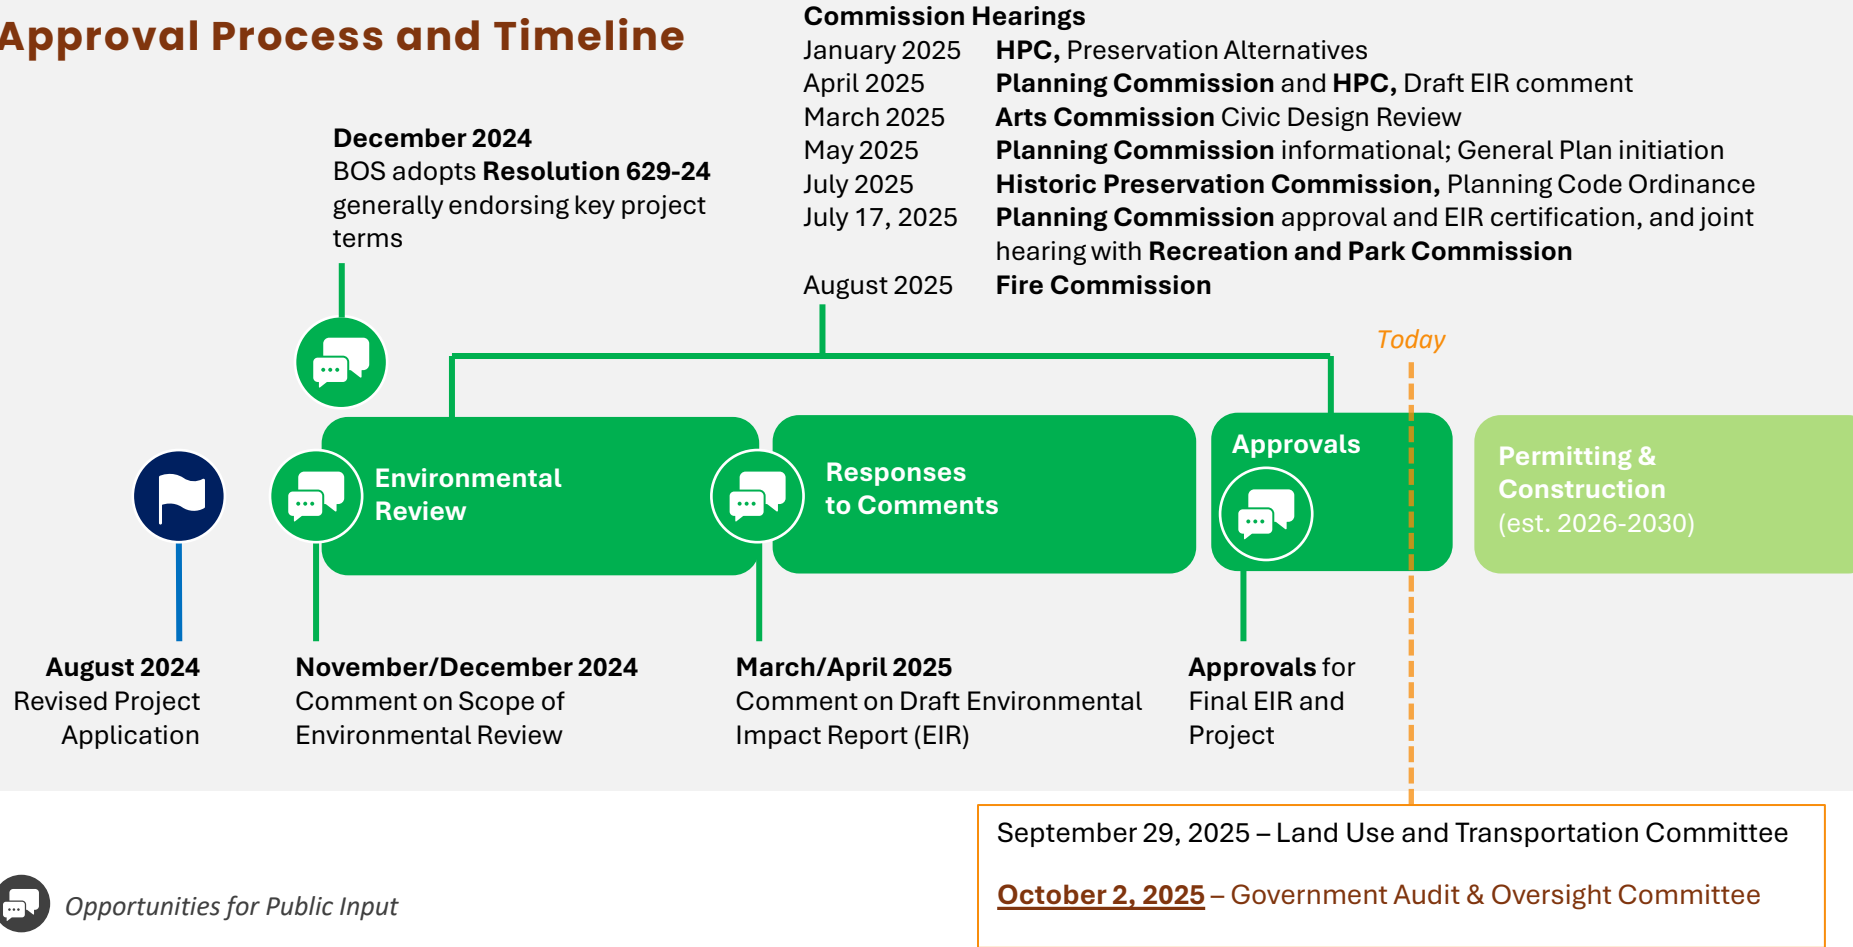 Approval Process and Timeline
Commission Hearings
January 2025 HPC, Preservation Alternatives
April 2025 Planning Commission and HPC, Draft EIR comment
March 2025 Arts Commission Civic Design Review
May 2025 Planning Commission informational; General Plan initiation
July 2025 Historic Preservation Commission, Planning Code Ordinance
July 17, 2025 Planning Commission approval and EIR certification, and joint
hearing with Recreation and Park Commission
August 2025 Fire Commission
December 2024
BOS adopts Resolution 629-24
generally endorsing key project
terms
Today
Environmental
Review
Responses
to Comments
Approvals
Permitting &
Construction
(est. 2026-2030)
August 2024
Revised Project
Application
November/December 2024
Comment on Scope of
Environmental Review
March/April 2025
Comment on Draft Environmental
Impact Report (EIR)
Approvals for
Final EIR and
Project
September 29, 2025 – Land Use and Transportation Committee
October 2, 2025 – Government Audit & Oversight Committee
Opportunities for Public Input